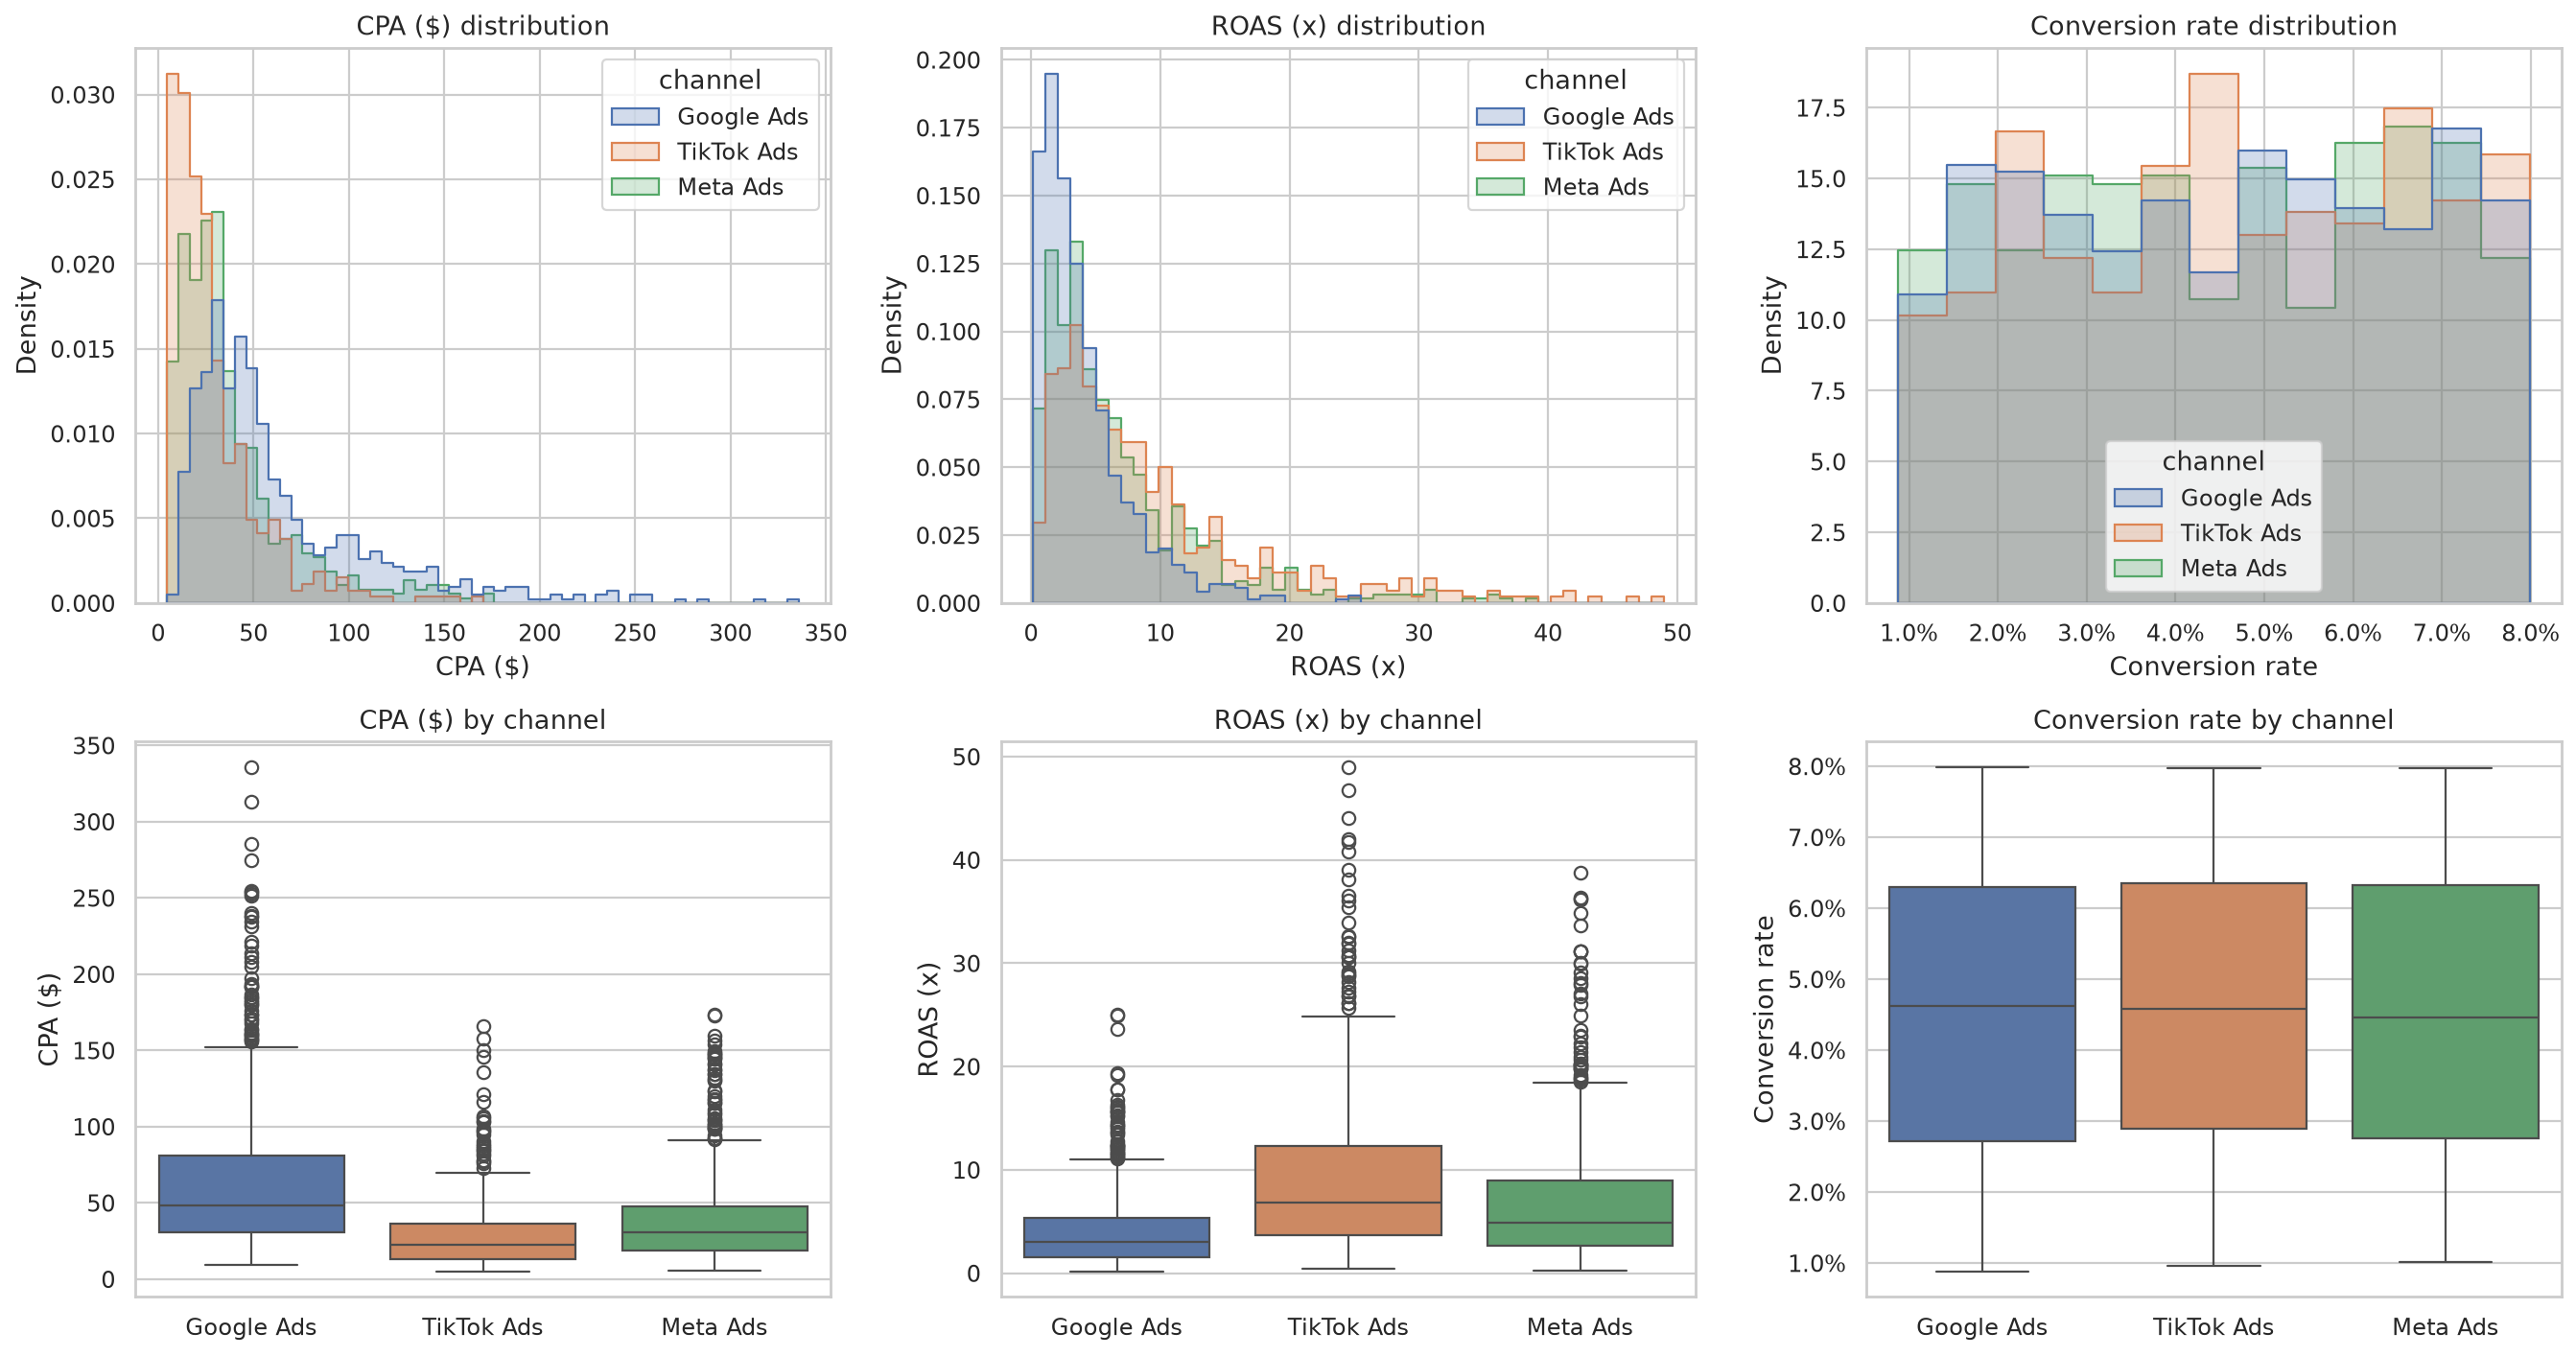 CPA ($) distribution
0.030
0.025
0.020
0.015
0.010
0.005
0.000
Density
0 50 100 150 200 250 300 350
CPA ($)
channel
Google Ads
TikTok Ads
Meta Ads
ROAS (x) distribution
0.200
0.175
0.150
0.125
0.100
0.075
0.050
0.025
0.000
Density
0 10 20 30 40 50
ROAS (x)
channel
Google Ads
TikTok Ads
Meta Ads
Conversion rate distribution
17.5
15.0
12.5
10.0
7.5
5.0
2.5
0.0
Density
1.0% 2.0% 3.0% 4.0% 5.0% 6.0% 7.0% 8.0%
Conversion rate
channel
Google Ads
TikTok Ads
Meta Ads
CPA ($) by channel
350
300
250
200
150
100
50
0
CPA ($)
Google Ads TikTok Ads Meta Ads
ROAS (x) by channel
50
40
30
20
10
0
ROAS (x)
Google Ads TikTok Ads Meta Ads
Conversion rate by channel
8.0%
7.0%
6.0%
5.0%
4.0%
3.0%
2.0%
1.0%
Conversion rate
Google Ads TikTok Ads Meta Ads